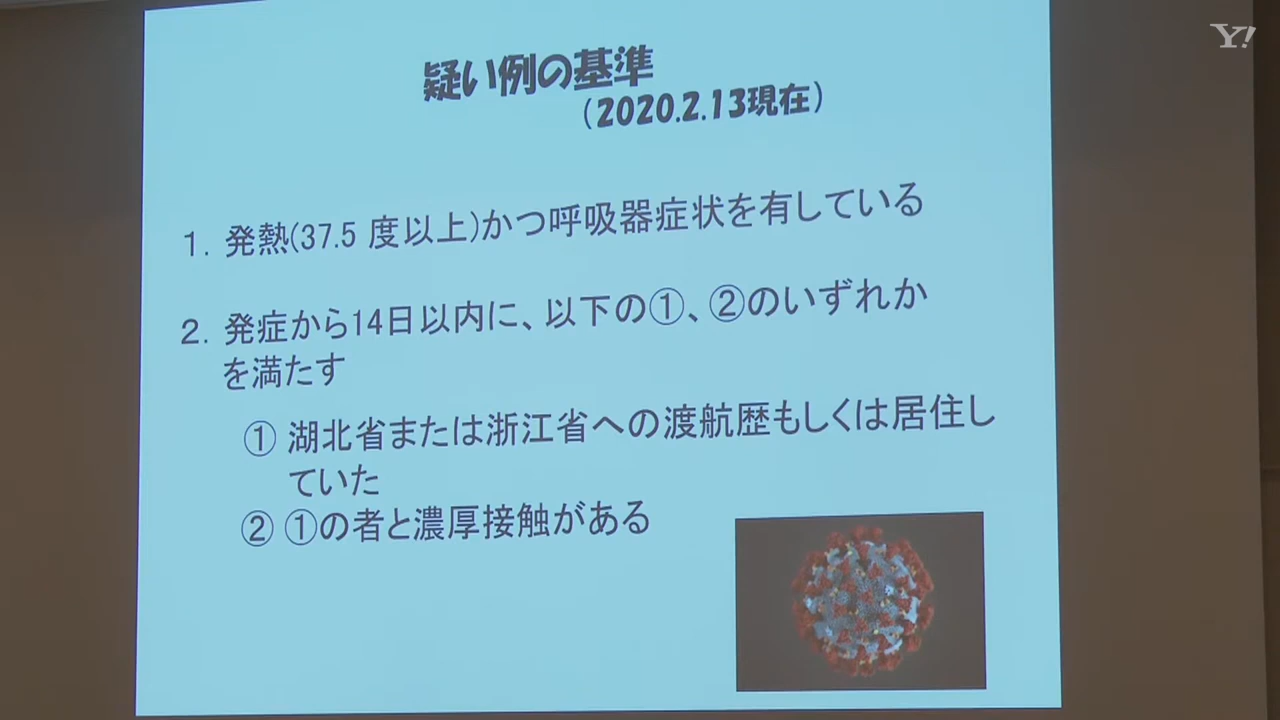 Y!
疑い例の基準
(2020.2.13現在)
1. 発熱(37.5 度以上)かつ呼吸器症状を有している
2. 発症から14日以内に、以下の①、②のいずれか
を満たす
① 湖北省または浙江省への渡航歴もしくは居住し
ていた
② ①の者と濃厚接触がある